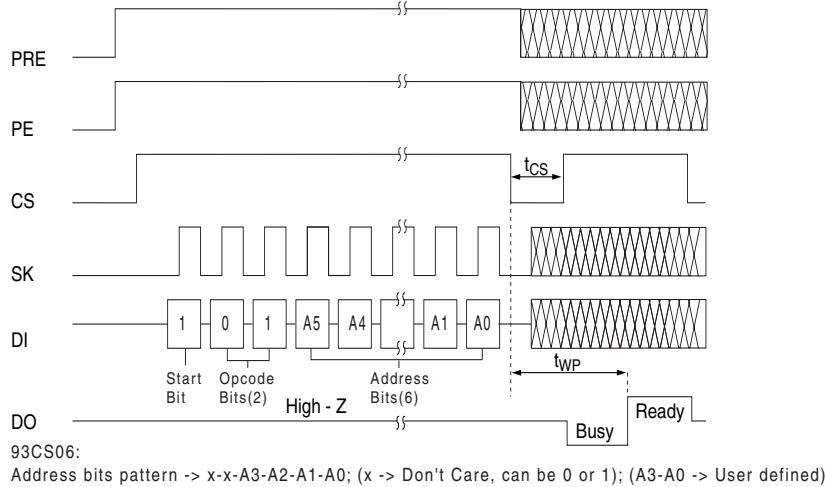 PRE
PE
CS
tCS
SK
DI
1 0 1 A5 A4 A1 A0
Start Bit
Opcode Bits(2)
Address Bits(6)
tWP
DO
High - Z
Busy
Ready
93CS06:
Address bits pattern -> x-x-A3-A2-A1-A0; (x -> Don't Care, can be 0 or 1); (A3-A0 -> User defined)